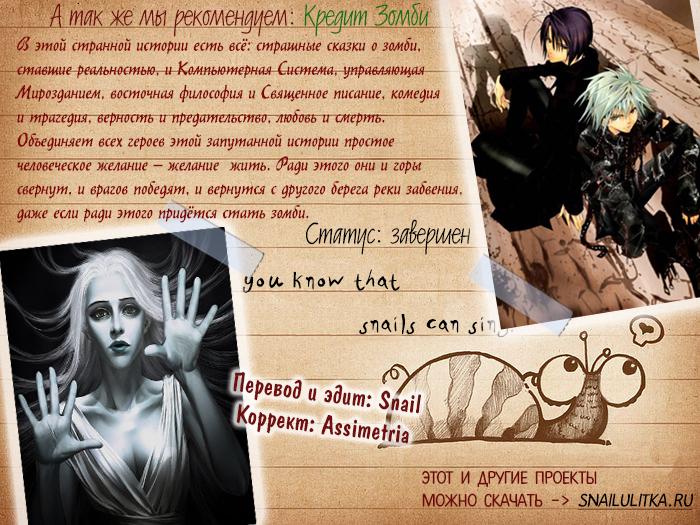 А так же мы рекомендуем: Кредит Зомби
В этой странной истории есть всё: страшные сказки о зомби,
ставшие реальностью, и Компьютерная Система, управляющая
Мирозданием, восточная философия и Священное писание, комедия
и трагедия, верность и предательство, любовь и смерть.
Объединяет всех героев этой запутанной истории простое
человеческое желание – желание жить. Ради этого они и горы
свернут, и врагов победят, и вернутся с другого берега реки забвения,
даже если ради этого придётся стать зомби.
Статус: завершен
you know that
snails can sing.
Перевод и эдит: Snail
Коррект: Assimetria
ЭТОТ И ДРУГИЕ ПРОЕКТЫ
МОЖНО СКАЧАТЬ -> SNAILULITKA.RU